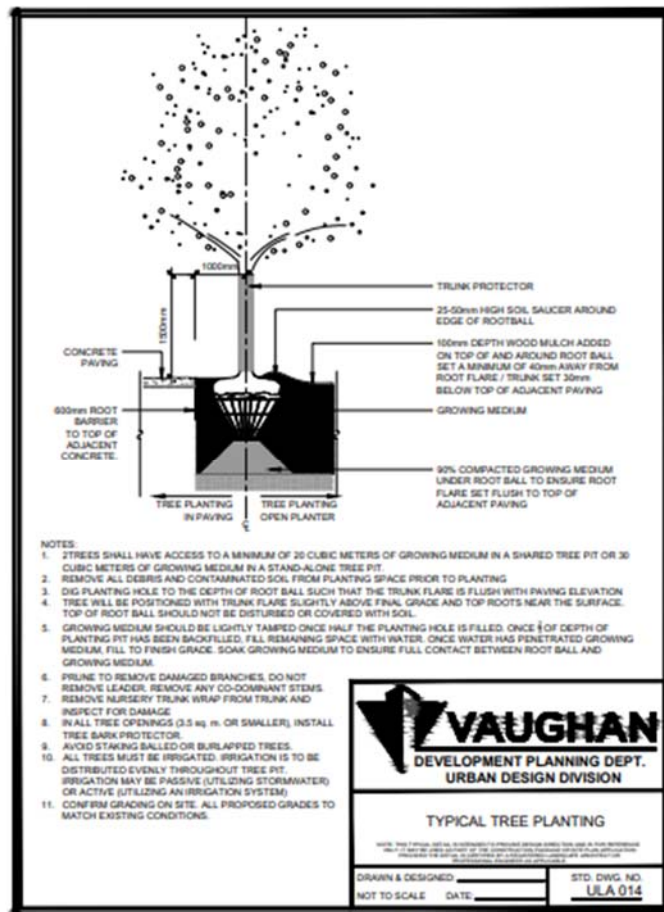 1000mm
1500mm
TRUNK PROTECTOR
25-50mm HIGH SOIL SAUCER AROUND
EDGE OF ROOTBALL
100mm DEPTH WOOD MULCH ADDED
ON TOP OF AND AROUND ROOT BALL
SET A MINIMUM OF 40mm AWAY FROM
ROOT FLARE / TRUNK SET 30mm
BELOW TOP OF ADJACENT PAVING
GROWING MEDIUM
90% COMPACTED GROWING MEDIUM
UNDER ROOT BALL TO ENSURE ROOT
FLARE SET FLUSH TO TOP OF
ADJACENT PAVING
CONCRETE
PAVING
600mm ROOT
BARRIER
TO TOP OF
ADJACENT
CONCRETE.
TREE PLANTING
IN PAVING
TREE PLANTING
OPEN PLANTER
NOTES:
1. 2TREES SHALL HAVE ACCESS TO A MINIMUM OF 20 CUBIC METERS OF GROWING MEDIUM IN A SHARED TREE PIT OR 30
CUBIC METERS OF GROWING MEDIUM IN A STAND-ALONE TREE PIT.
2. REMOVE ALL DEBRIS AND CONTAMINATED SOIL FROM PLANTING SPACE PRIOR TO PLANTING
3. DIG PLANTING HOLE TO THE DEPTH OF ROOT BALL SUCH THAT THE TRUNK FLARE IS FLUSH WITH PAVING ELEVATION
4. TREE WILL BE POSITIONED WITH TRUNK FLARE SLIGHTLY ABOVE FINAL GRADE AND TOP ROOTS NEAR THE SURFACE.
TOP OF ROOT BALL SHOULD NOT BE DISTURBED OR COVERED WITH SOIL.
5. GROWING MEDIUM SHOULD BE LIGHTLY TAMPED ONCE HALF THE PLANTING HOLE IS FILLED. ONCE OF DEPTH OF
PLANTING PIT HAS BEEN BACKFILLED, FILL REMAINING SPACE WITH WATER. ONCE WATER HAS PENETRATED GROWING
MEDIUM, FILL TO FINISH GRADE. SOAK GROWING MEDIUM TO ENSURE FULL CONTACT BETWEEN ROOT BALL AND
GROWING MEDIUM.
6. PRUNE TO REMOVE DAMAGED BRANCHES, DO NOT
REMOVE LEADER. REMOVE ANY CO-DOMINANT STEMS.
7. REMOVE NURSERY TRUNK WRAP FROM TRUNK AND
INSPECT FOR DAMAGE
8. IN ALL TREE OPENINGS (3.5 sq. m. OR SMALLER), INSTALL
TREE BARK PROTECTOR.
9. AVOID STAKING BALLED OR BURLAPPED TREES.
10. ALL TREES MUST BE IRRIGATED. IRRIGATION IS TO BE
DISTRIBUTED EVENLY THROUGHOUT TREE PIT.
IRRIGATION MAY BE PASSIVE (UTILIZING STORMWATER)
OR ACTIVE (UTILIZING AN IRRIGATION SYSTEM)
11. CONFIRM GRADING ON SITE. ALL PROPOSED GRADES TO
MATCH EXISTING CONDITIONS.
VAUGHAN
DEVELOPMENT PLANNING DEPT.
URBAN DESIGN DIVISION
TYPICAL TREE PLANTING
DRAWN & DESIGNED:
NOT TO SCALE DATE:
STD. DWG. NO.
ULA 014